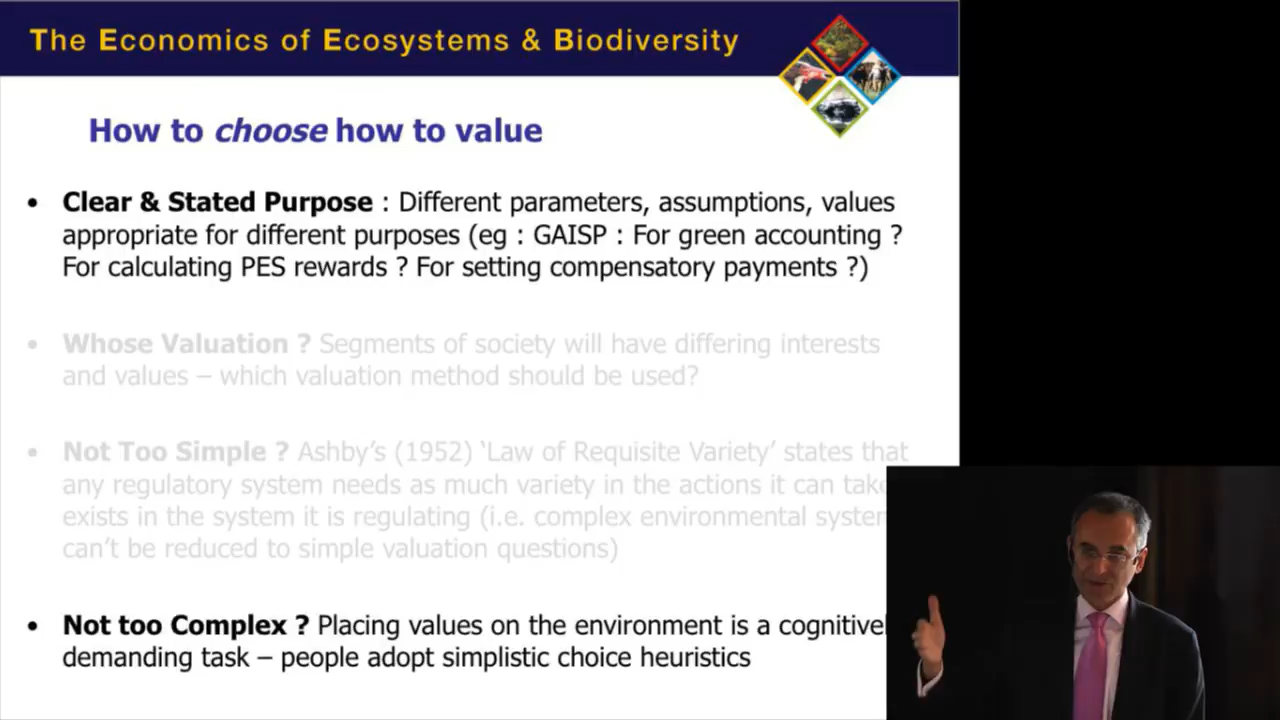 The Economics of Ecosystems & Biodiversity
How to choose how to value
• Clear & Stated Purpose : Different parameters, assumptions, values
appropriate for different purposes (eg : GAISP : For green accounting ?
For calculating PES rewards ? For setting compensatory payments ?)
• Whose Valuation ? Segments of society will have differing interests
and values – which valuation method should be used?
• Not Too Simple ? Ashby's (1952) ‘Law of Requisite Variety’ states that
any regulatory system needs as much variety in the actions it can take
exists in the system it is regulating (i.e. complex environmental system
can't be reduced to simple valuation questions)
• Not too Complex ? Placing values on the environment is a cognitivel
demanding task – people adopt simplistic choice heuristics